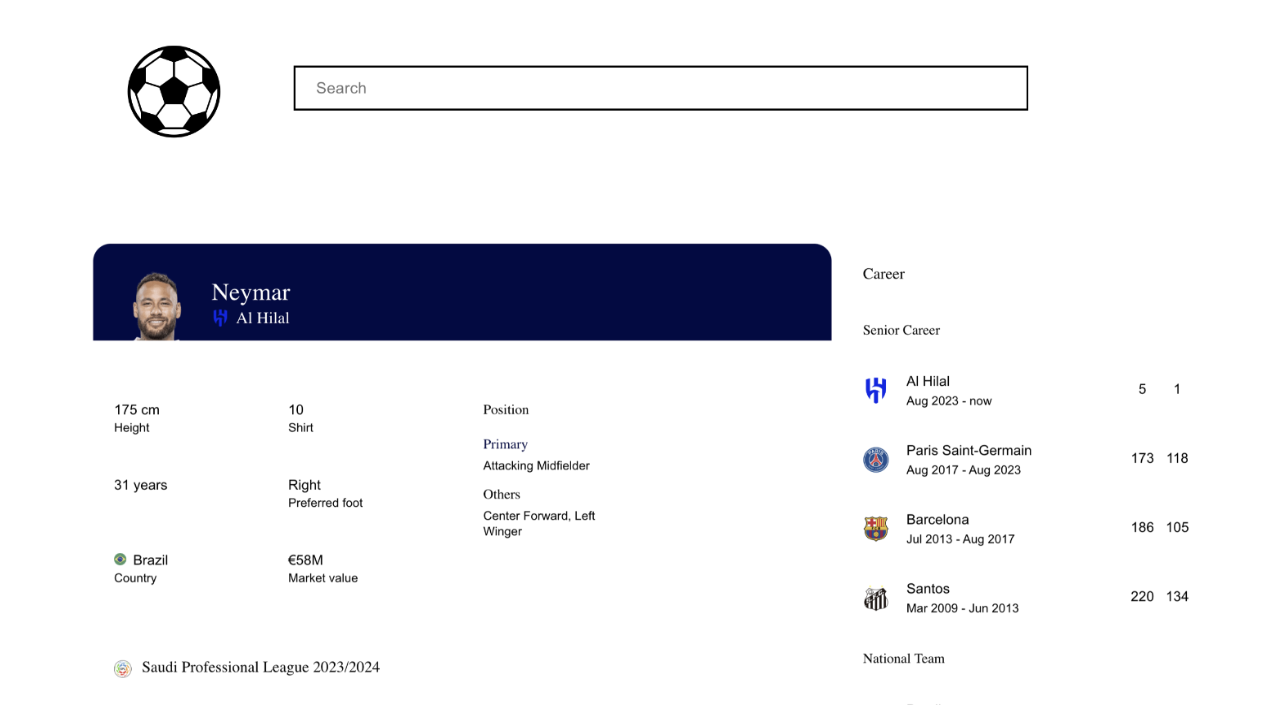 Search
Neymar
Al Hilal
175 cm
Height
10
Shirt
31 years
Right
Preferred foot
Brazil
Country
€58M
Market value
Position
Primary
Attacking Midfielder
Others
Center Forward, Left
Winger
Saudi Professional League 2023/2024
Career
Senior Career
Al Hilal
Aug 2023 - now
5 1
Paris Saint-Germain
Aug 2017 - Aug 2023
173 118
Barcelona
Jul 2013 - Aug 2017
186 105
Santos
Mar 2009 - Jun 2013
220 134
National Team